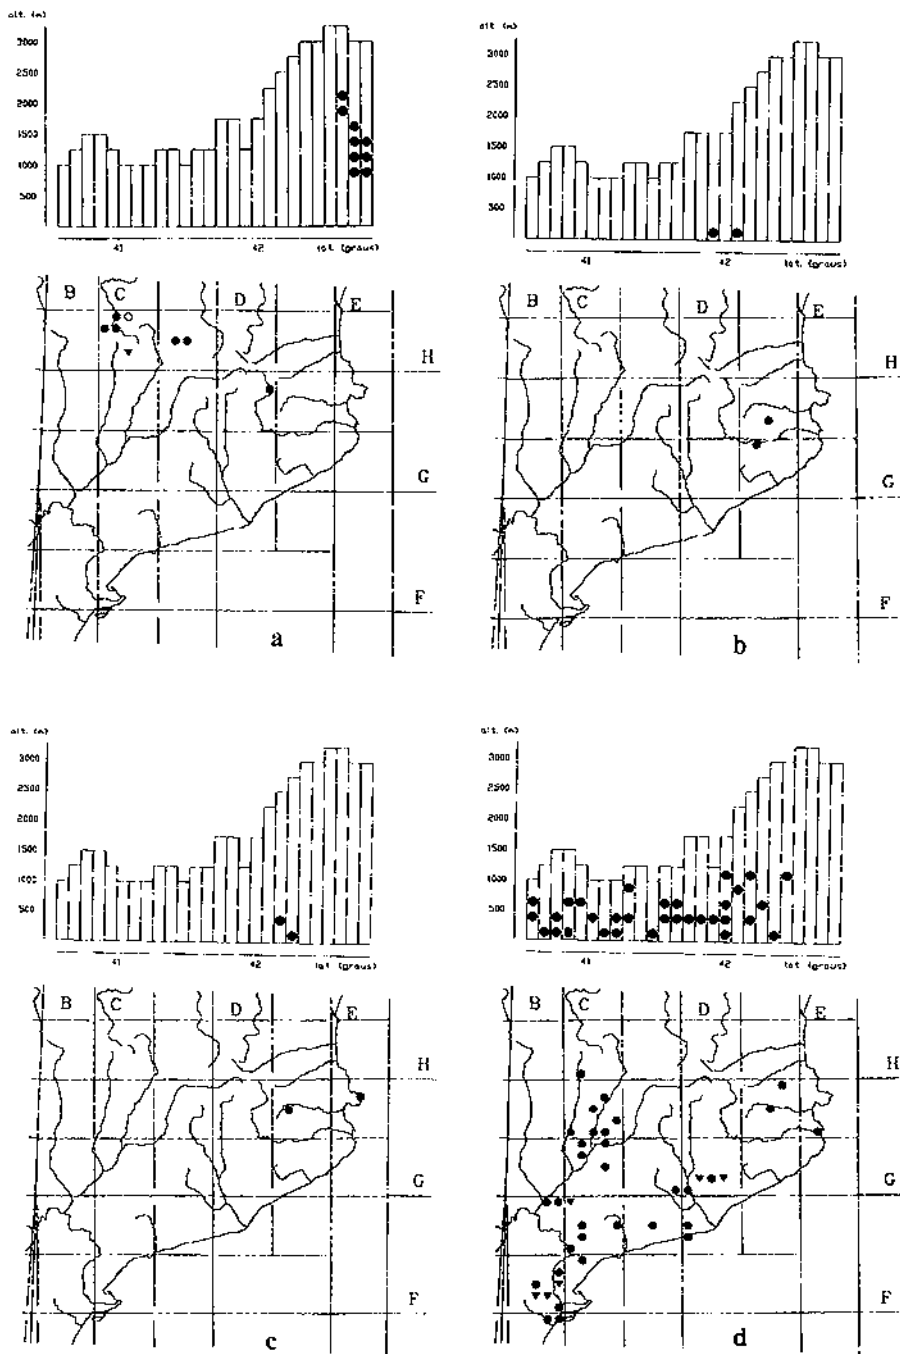 alt. (m)
3000
2500
2000
1500
1000
500
41
42
lat. (graus)
B
C
D
E
H
G
F
a
alt. (m)
3000
2500
2000
1500
1000
500
41
42
lat. (graus)
B
C
D
E
H
G
F
b
alt. (m)
3000
2500
2000
1500
1000
500
41
42
lat. (graus)
B
C
D
E
H
G
F
c
alt. (m)
3000
2500
2000
1500
1000
500
41
42
lat. (graus)
B
C
D
E
H
G
F
d